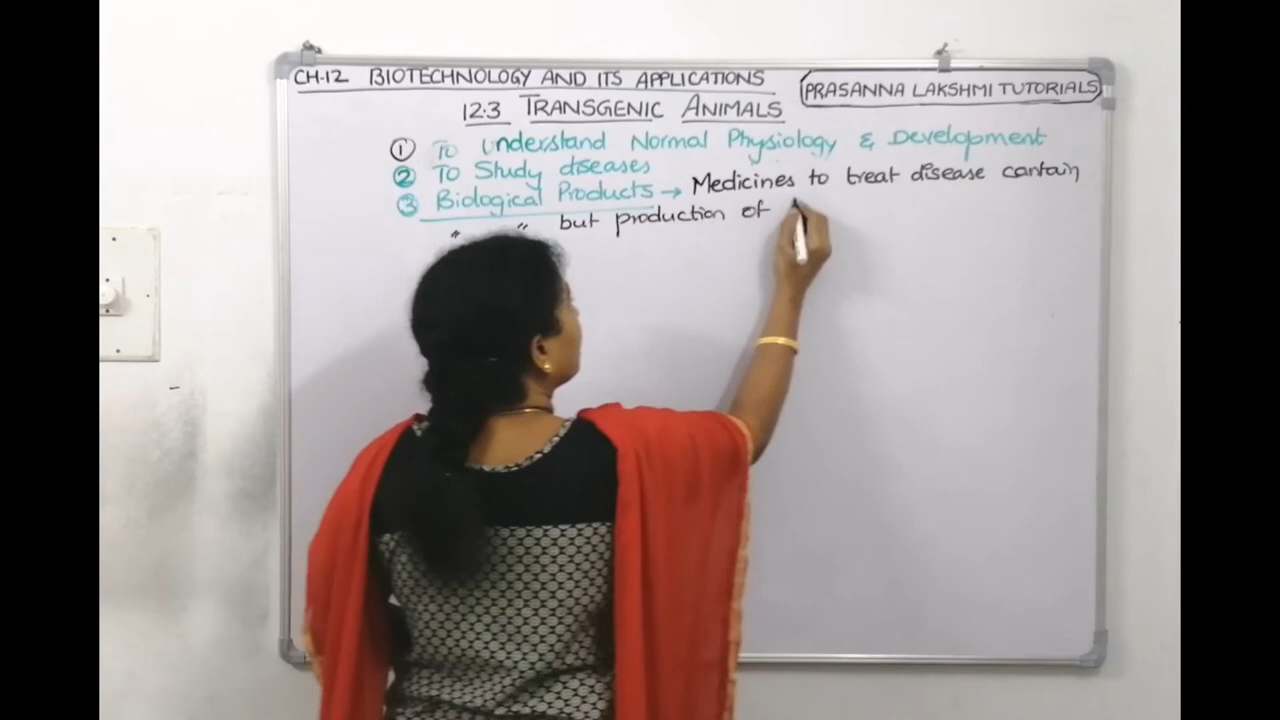 CH-12 BIOTECHNOLOGY AND ITS APPLICATIONS
PRASANNA LAKSHMI TUTORIALS
12.3 TRANSGENIC ANIMALS
① To Understand Normal Physiology & Development
② To Study diseases
③ Biological Products → Medicines to treat disease contain
" " but production of